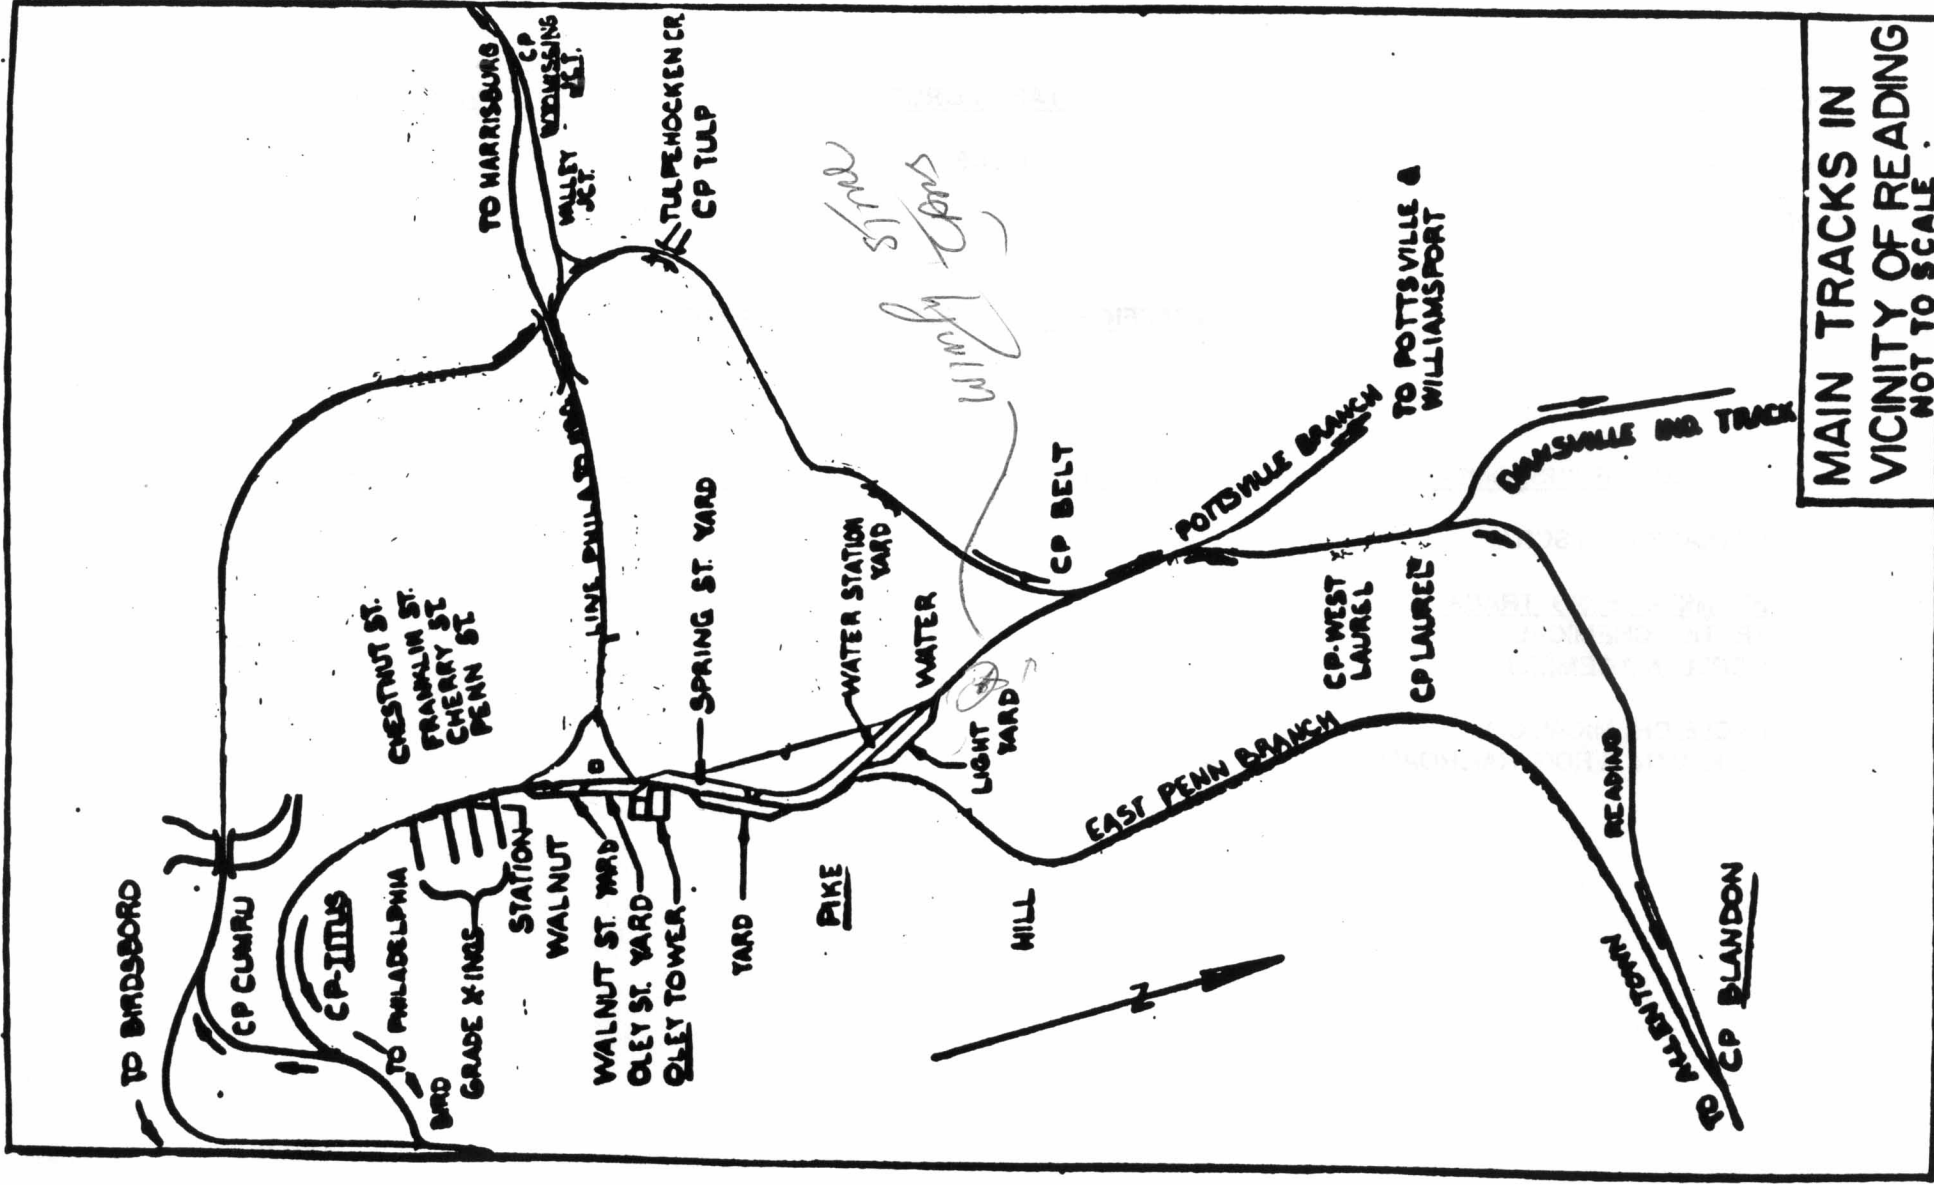 MAIN TRACKS IN
VICINITY OF READING
NOT TO SCALE
TO HARRISBURG
CP
WYOMISSING
JCT.
VALLEY
JCT.
TULPEHOCKEN CR
CP TULP
LINE PHILA TO
CHESTNUT ST.
FRANKLIN ST.
CHERRY ST
PENN ST
SPRING ST. YARD
WATER STATION
YARD
WATER
CP BELT
POTTSVILLE BRANCH
TO POTTSVILLE &
WILLIAMSPORT
IND. TRACK
CP-WEST
LAUREL
CP LAUREL
LIGHT
YARD
EAST PENN BRANCH
READING
TO BIRDSBORO
CP CUMRU
CP-TITUS
TO PHILADELPHIA
BIRD
GRADE X-INGS
STATION
WALNUT
WALNUT ST. YARD
OLEY ST. YARD
OLEY TOWER
YARD
PIKE
HILL
N
TO ALLENTOWN
CP BLANDON